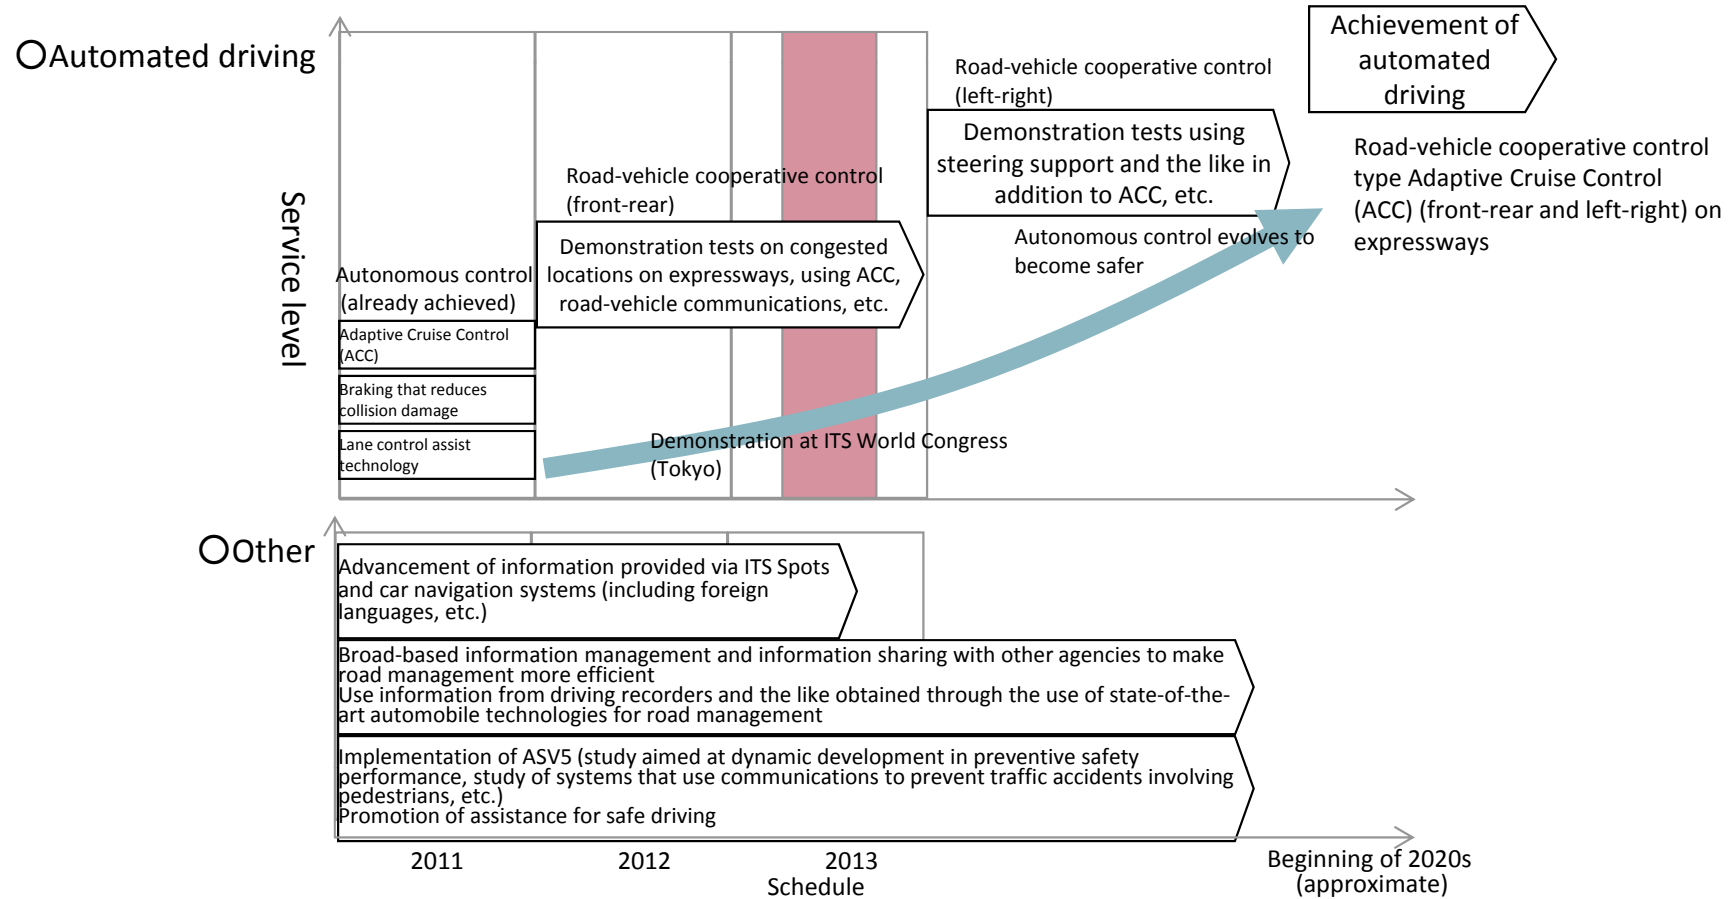 ○Automated driving
Service level
Autonomous control
(already achieved)
Adaptive Cruise Control
(ACC)
Braking that reduces
collision damage
Lane control assist
technology
Road-vehicle cooperative control
(front-rear)
Demonstration tests on congested
locations on expressways, using ACC,
road-vehicle communications, etc.
Demonstration at ITS World Congress
(Tokyo)
Road-vehicle cooperative control
(left-right)
Demonstration tests using
steering support and the like in
addition to ACC, etc.
Autonomous control evolves to
become safer
Achievement of
automated
driving
Road-vehicle cooperative control
type Adaptive Cruise Control
(ACC) (front-rear and left-right) on
expressways
○Other
Advancement of information provided via ITS Spots
and car navigation systems (including foreign
languages, etc.)
Broad-based information management and information sharing with other agencies to make
road management more efficient
Use information from driving recorders and the like obtained through the use of state-of-the-
art automobile technologies for road management
Implementation of ASV5 (study aimed at dynamic development in preventive safety
performance, study of systems that use communications to prevent traffic accidents involving
pedestrians, etc.)
Promotion of assistance for safe driving
2011
2012
2013
Schedule
Beginning of 2020s
(approximate)